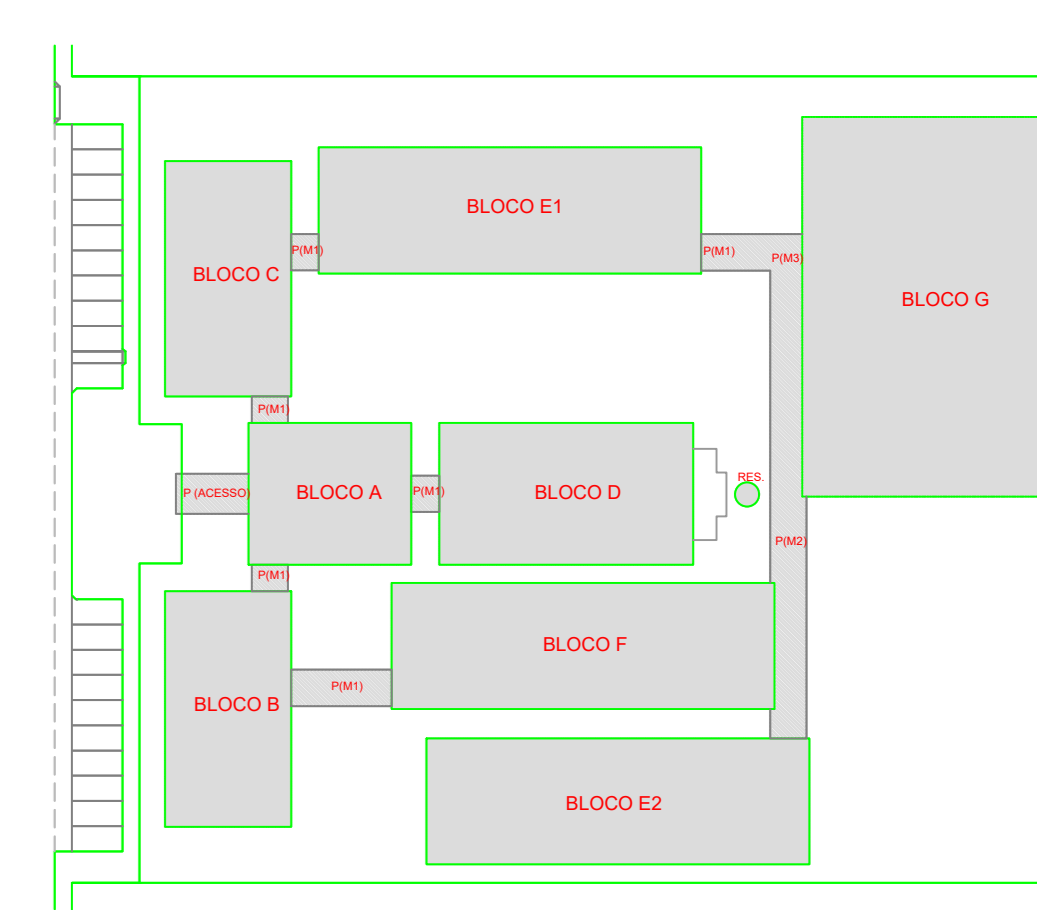 BLOCO E1
P(M1)
P(M1)
P(M3)
BLOCO C
BLOCO G
P(M1)
RES.
P (ACESSO)
BLOCO A
P(M1)
BLOCO D
P(M2)
P(M1)
BLOCO F
P(M1)
BLOCO B
BLOCO E2